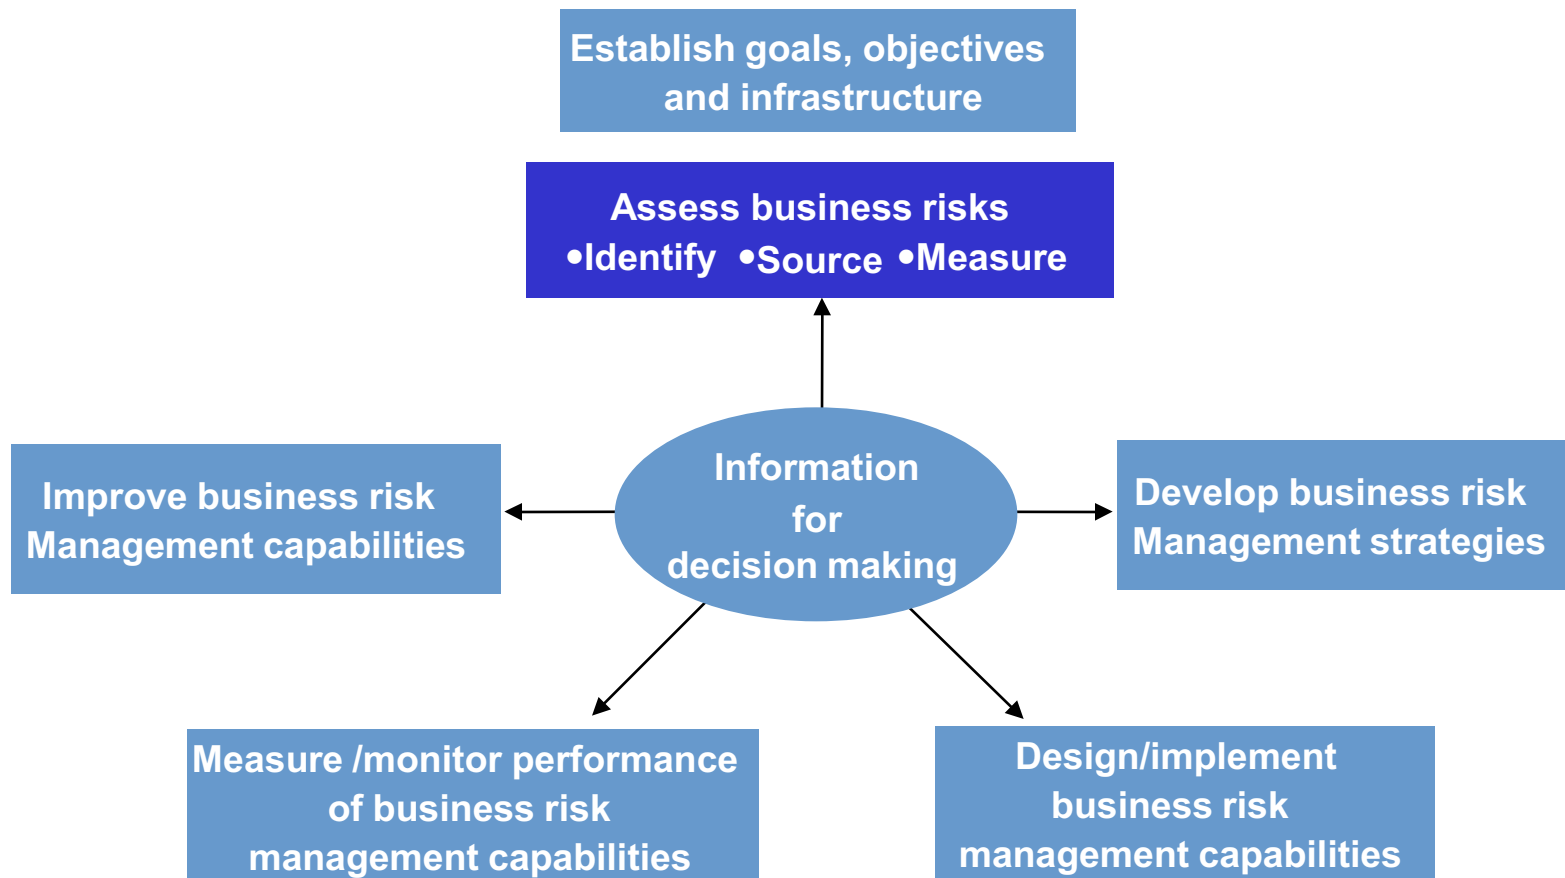 Establish goals, objectives
and infrastructure
Assess business risks
•Identify •Source •Measure
Information
for
decision making
Improve business risk
Management capabilities
Develop business risk
Management strategies
Measure /monitor performance
of business risk
management capabilities
Design/implement
business risk
management capabilities